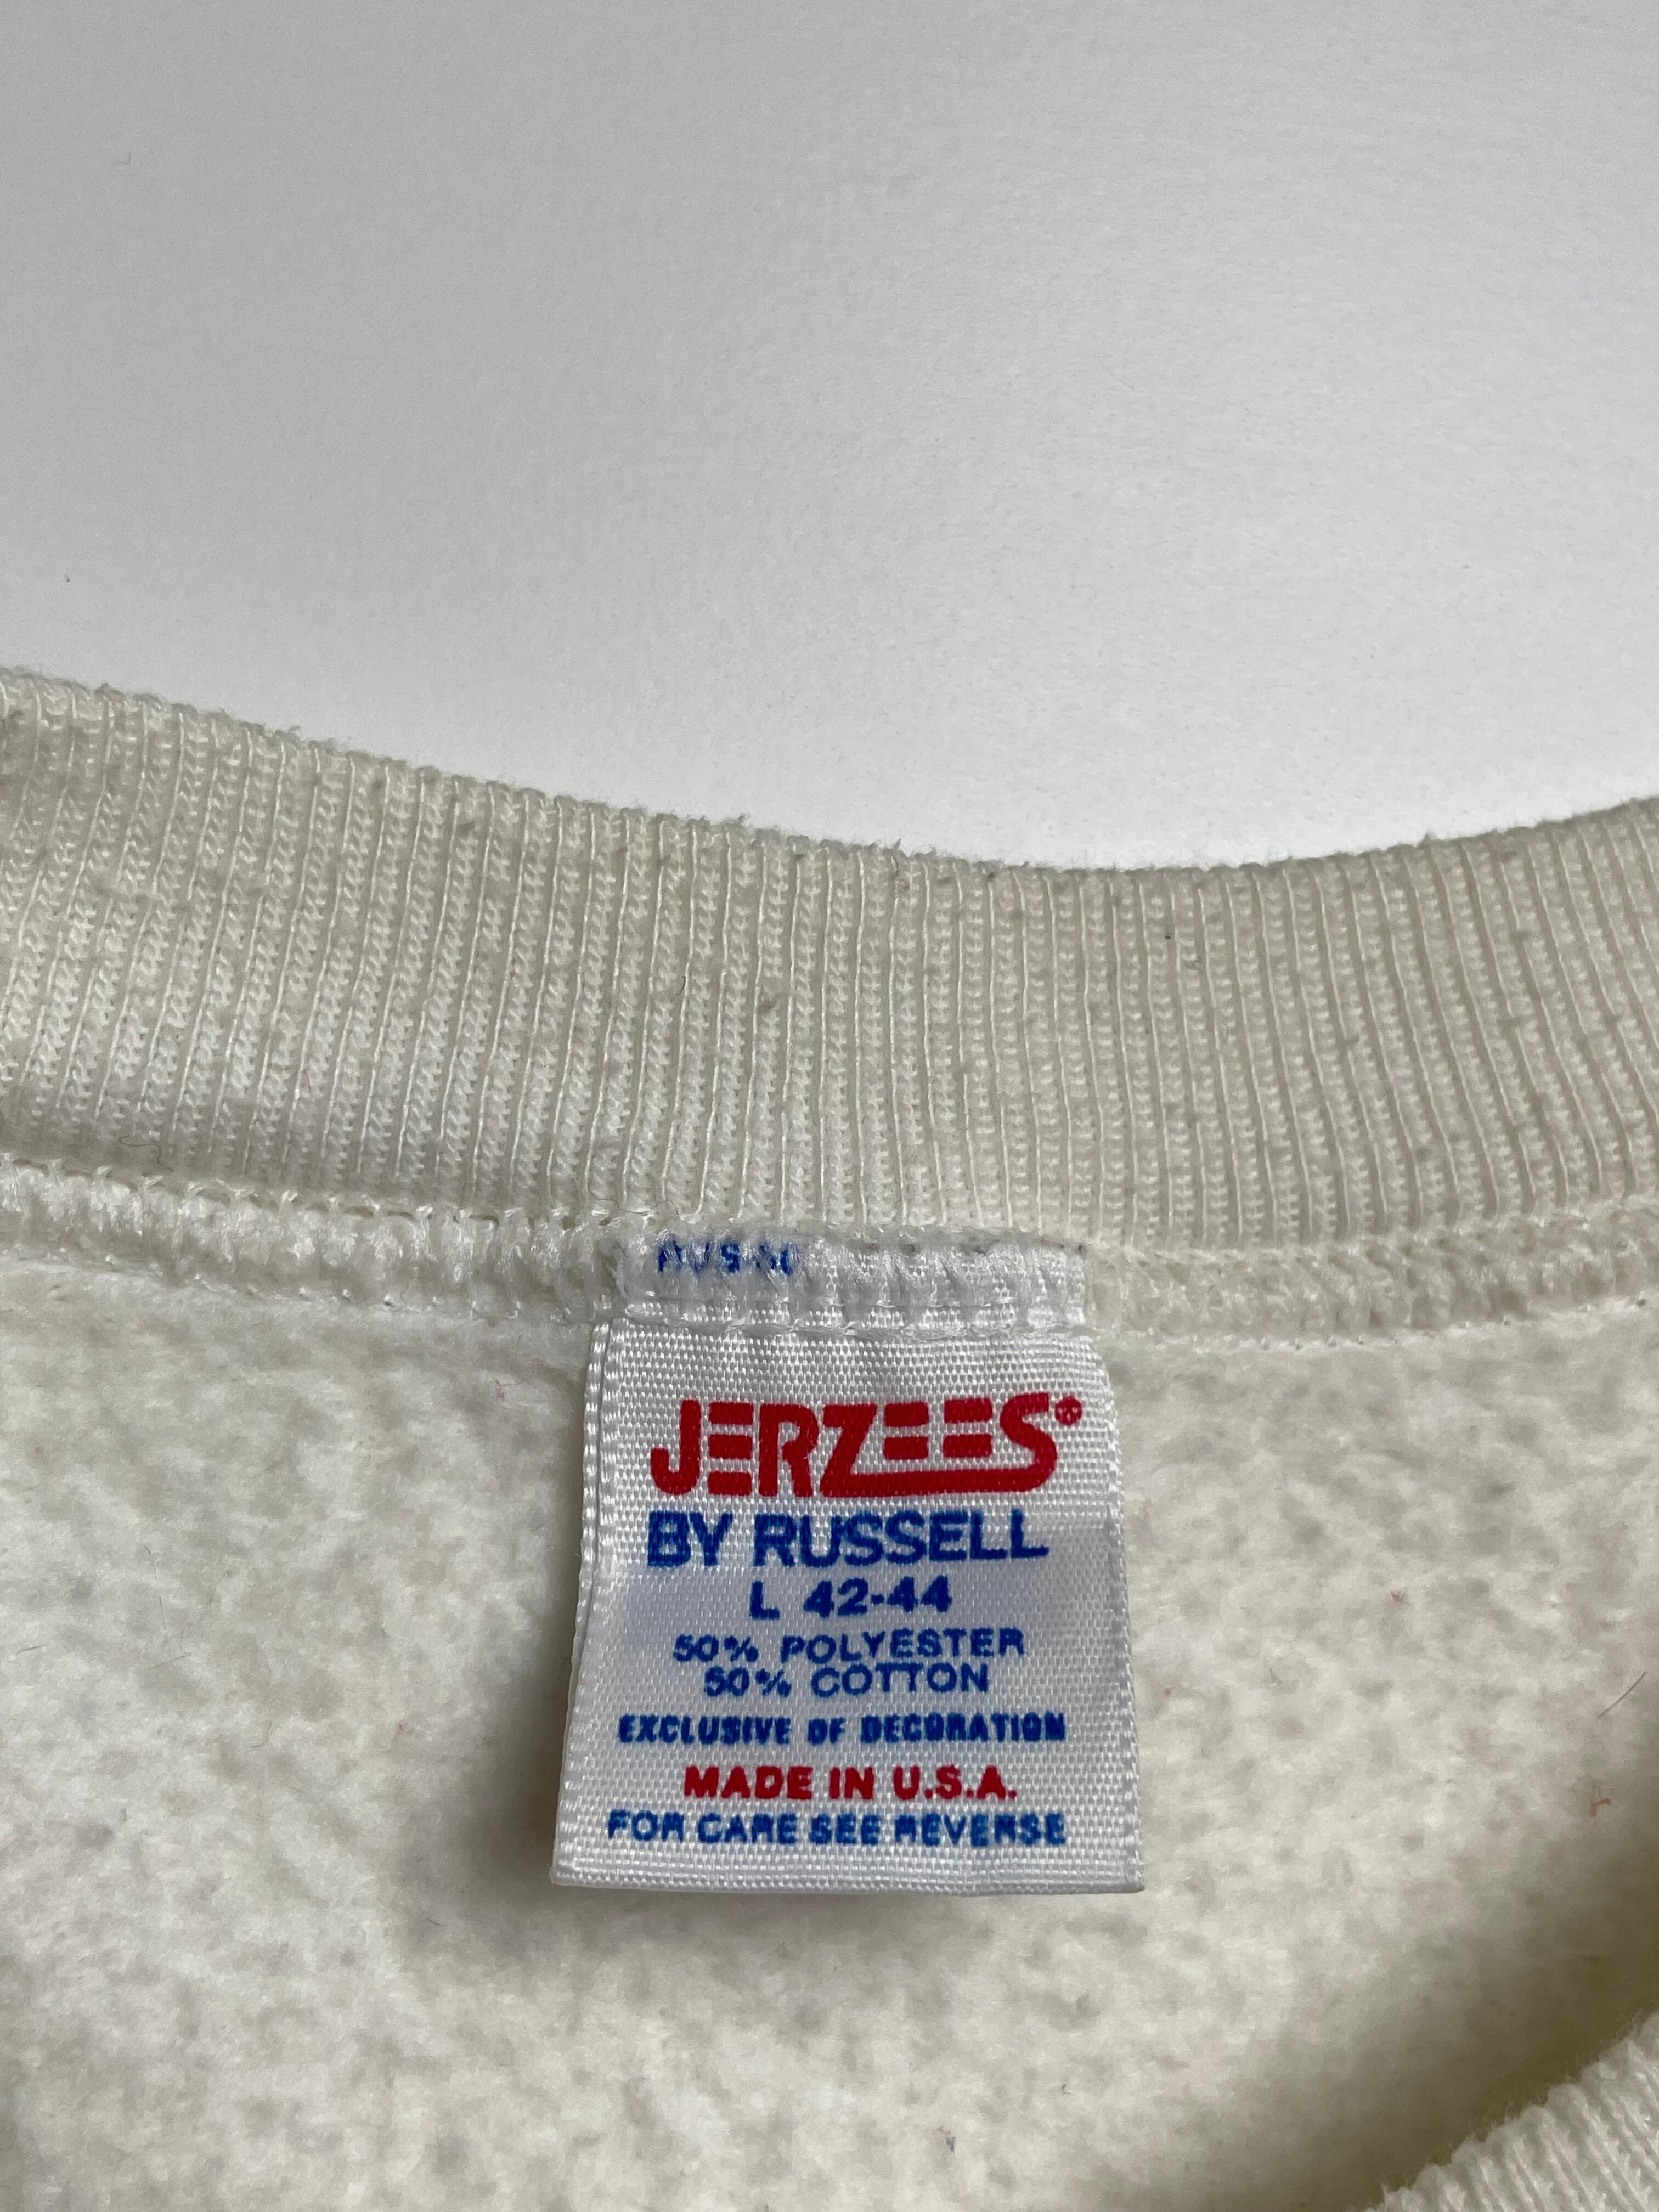 JERZEES®
BY RUSSELL
L 42-44
50% POLYESTER
50% COTTON
EXCLUSIVE OF DECORATION
MADE IN U.S.A.
FOR CARE SEE REVERSE